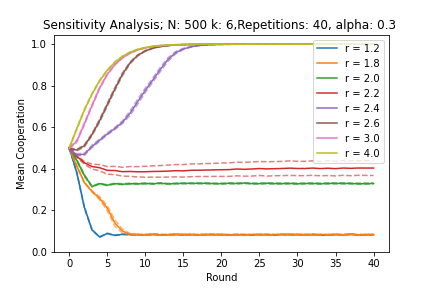 Sensitivity Analysis; N: 500 k: 6,Repetitions: 40, alpha: 0.3
1.0
0.8
0.6
0.4
0.2
0.0
Mean Cooperation
r = 1.2
r = 1.8
r = 2.0
r = 2.2
r = 2.4
r = 2.6
r = 3.0
r = 4.0
0 5 10 15 20 25 30 35 40
Round